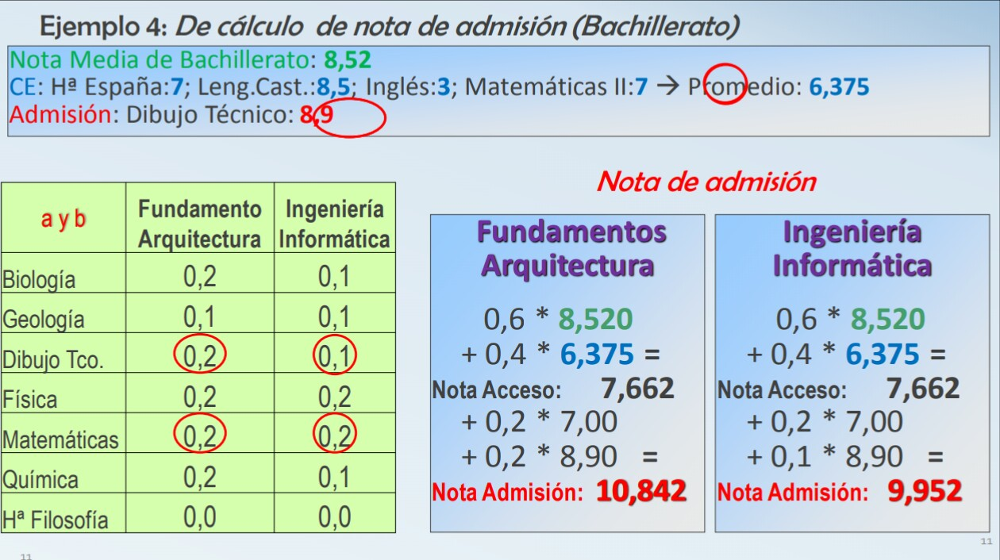 Ejemplo 4: De cálculo de nota de admisión (Bachillerato)
Nota Media de Bachillerato: 8,52
CE: Hª España:7; Leng.Cast.:8,5; Inglés:3; Matemáticas II:7 → Promedio: 6,375
Admisión: Dibujo Técnico: 8,9
a y b
Fundamento
Arquitectura
Ingeniería
Informática
Biología 0,2 0,1
Geología 0,1 0,1
Dibujo Tco. 0,2 0,1
Física 0,2 0,2
Matemáticas 0,2 0,2
Química 0,2 0,1
Hª Filosofía 0,0 0,0
Nota de admisión
Fundamentos
Arquitectura
0,6 * 8,520
+ 0,4 * 6,375 =
Nota Acceso: 7,662
+ 0,2 * 7,00
+ 0,2 * 8,90 =
Nota Admisión: 10,842
Ingeniería
Informática
0,6 * 8,520
+ 0,4 * 6,375 =
Nota Acceso: 7,662
+ 0,2 * 7,00
+ 0,1 * 8,90 =
Nota Admisión: 9,952
11
11